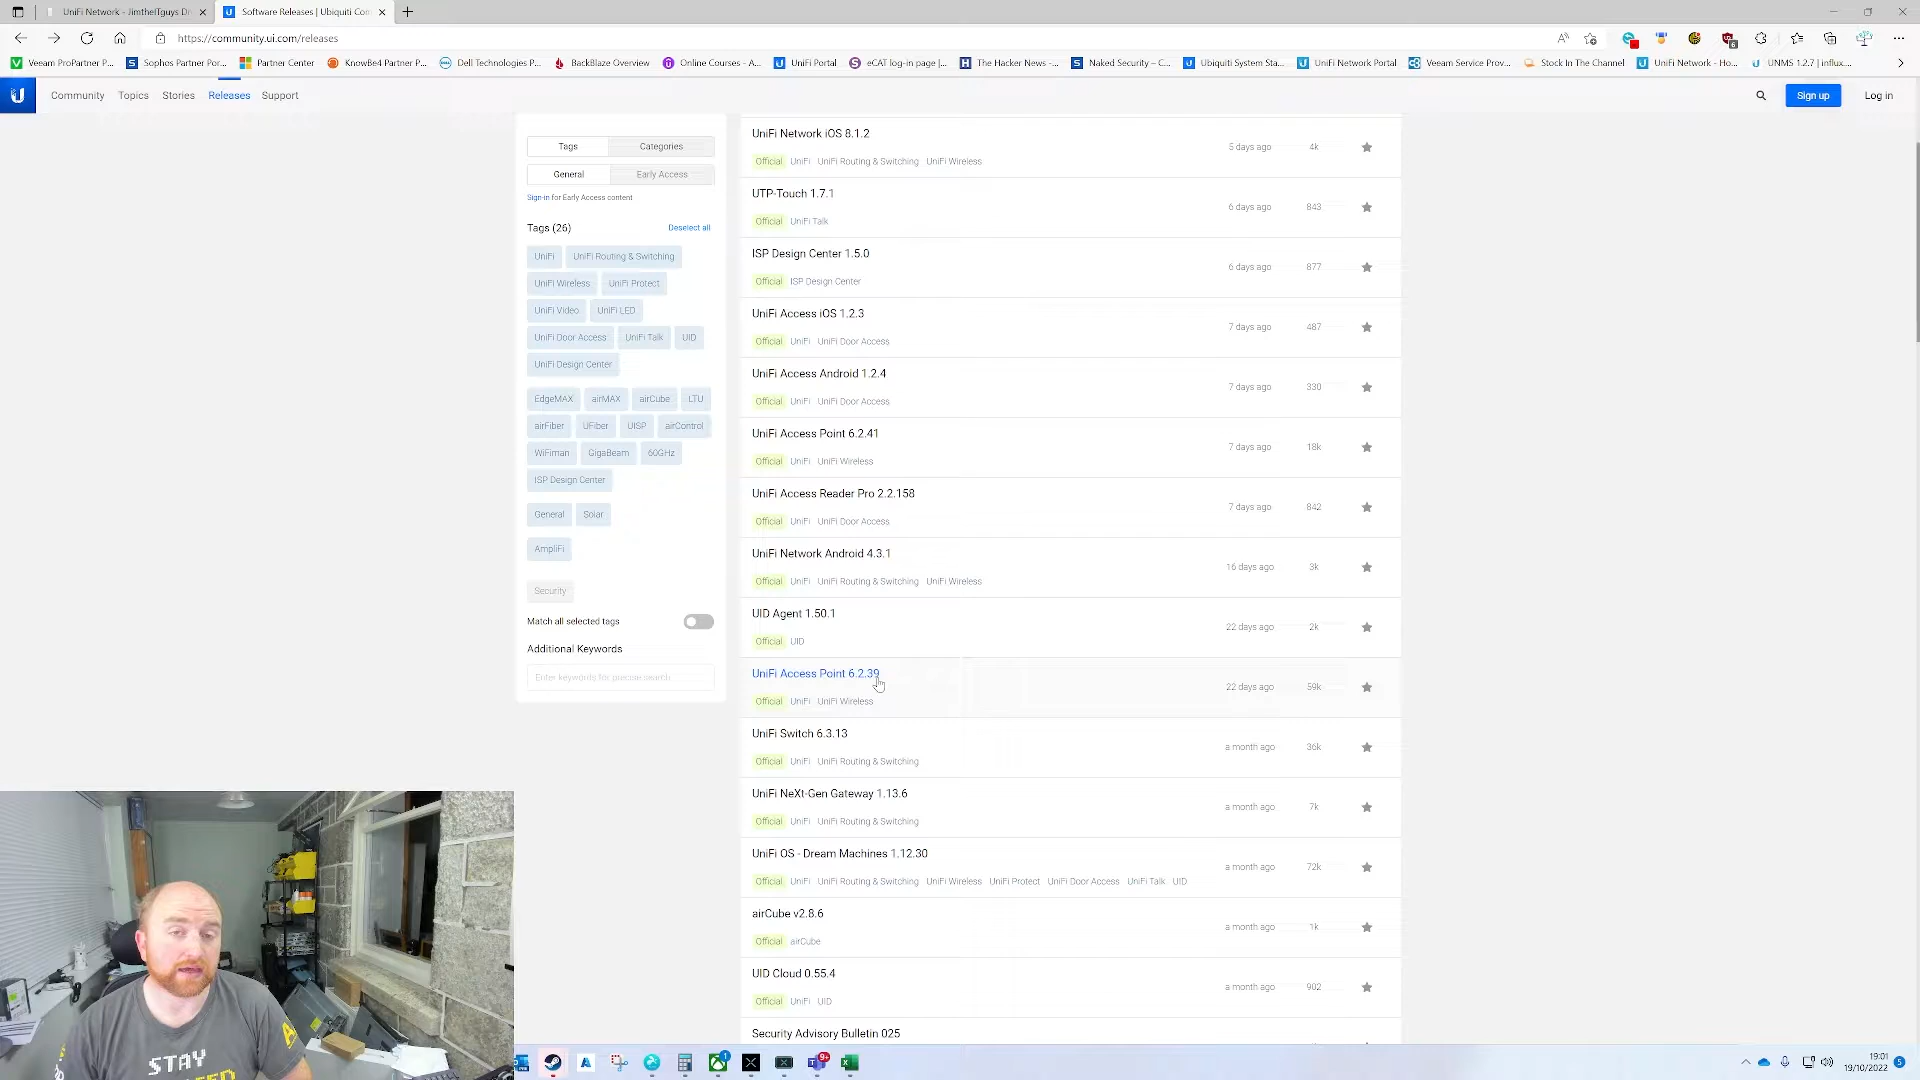 UniFi Network - JimtheITguys Dr
Software Releases | Ubiquiti Com
https://community.ui.com/releases
Veeam ProPartner P...
Sophos Partner Por...
Partner Center
KnowBe4 Partner P...
Dell Technologies P...
BackBlaze Overview
Online Courses - A...
UniFi Portal
eCAT log-in page |...
The Hacker News -...
Naked Security – C...
Ubiquiti System Sta...
UniFi Network Portal
Veeam Service Prov...
Stock In The Channel
UniFi Network - Ho...
UNMS 1.2.7 | influx....
Community Topics Stories Releases Support
Sign up Log in
Tags Categories
General Early Access
Sign-in for Early Access content
Tags (26) Deselect all
UniFi UniFi Routing & Switching
UniFi Wireless UniFi Protect
UniFi Video UniFi LED
UniFi Door Access UniFi Talk UID
UniFi Design Center
EdgeMAX airMAX airCube LTU
airFiber UFiber UISP airControl
WiFiman GigaBeam 60GHz
ISP Design Center
General Solar
AmpliFi
Security
Match all selected tags
Additional Keywords
Enter keywords for precise search
UniFi Network iOS 8.1.2
5 days ago 4k
Official UniFi UniFi Routing & Switching UniFi Wireless
UTP-Touch 1.7.1
6 days ago 843
Official UniFi Talk
ISP Design Center 1.5.0
6 days ago 877
Official ISP Design Center
UniFi Access iOS 1.2.3
7 days ago 487
Official UniFi UniFi Door Access
UniFi Access Android 1.2.4
7 days ago 330
Official UniFi UniFi Door Access
UniFi Access Point 6.2.41
7 days ago 18k
Official UniFi UniFi Wireless
UniFi Access Reader Pro 2.2.158
7 days ago 842
Official UniFi UniFi Door Access
UniFi Network Android 4.3.1
16 days ago 3k
Official UniFi UniFi Routing & Switching UniFi Wireless
UID Agent 1.50.1
22 days ago 2k
Official UID
UniFi Access Point 6.2.39
22 days ago 59k
Official UniFi UniFi Wireless
UniFi Switch 6.3.13
a month ago 36k
Official UniFi UniFi Routing & Switching
UniFi NeXt-Gen Gateway 1.13.6
a month ago 7k
Official UniFi UniFi Routing & Switching
UniFi OS - Dream Machines 1.12.30
a month ago 72k
Official UniFi UniFi Routing & Switching UniFi Wireless UniFi Protect UniFi Door Access UniFi Talk UID
airCube v2.8.6
a month ago 1k
Official airCube
UID Cloud 0.55.4
a month ago 902
Official UniFi UID
Security Advisory Bulletin 025
STAY
19:01
19/10/2022